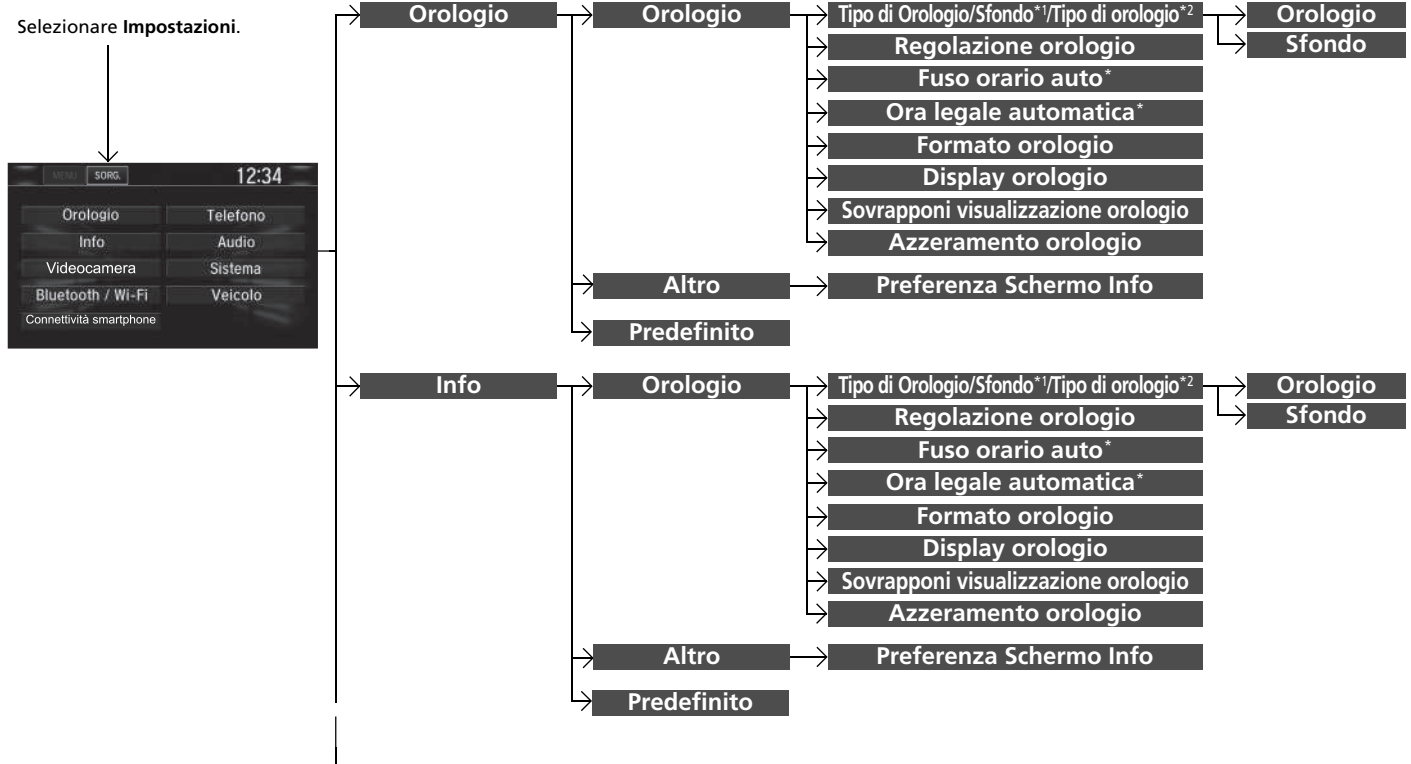 Selezionare Impostazioni.
MENU SORG. 12:34
Orologio Telefono
Info Audio
Videocamera Sistema
Bluetooth / Wi-Fi Veicolo
Connettività smartphone
Orologio Orologio Tipo di Orologio/Sfondo*1/Tipo di orologio*2 Orologio
Regolazione orologio Sfondo
Fuso orario auto*
Ora legale automatica*
Formato orologio
Display orologio
Sovrapponi visualizzazione orologio
Azzeramento orologio
Altro Preferenza Schermo Info
Predefinito
Info Orologio Tipo di Orologio/Sfondo*1/Tipo di orologio*2 Orologio
Regolazione orologio Sfondo
Fuso orario auto*
Ora legale automatica*
Formato orologio
Display orologio
Sovrapponi visualizzazione orologio
Azzeramento orologio
Altro Preferenza Schermo Info
Predefinito